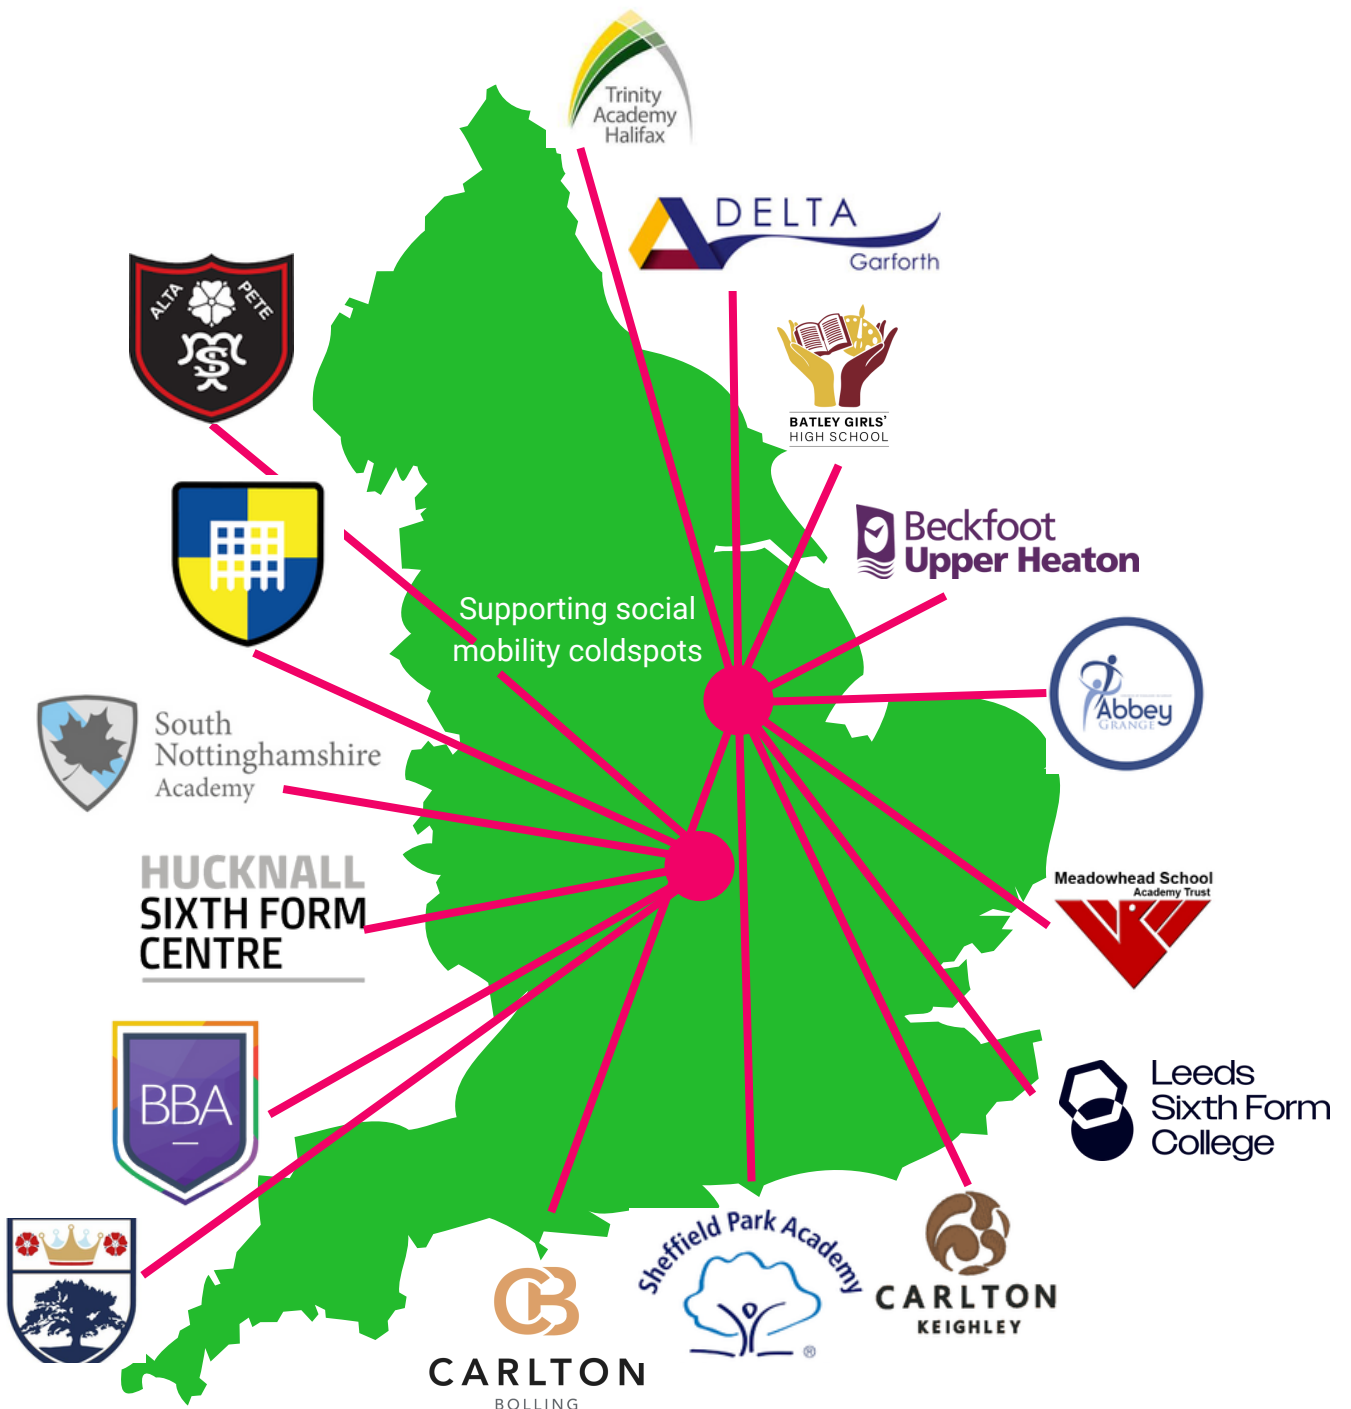 Trinity
Academy
Halifax
DELTA
Garforth
ALTA PETE
BATLEY GIRLS'
HIGH SCHOOL
Beckfoot
Upper Heaton
Supporting social
mobility coldspots
Abbey
GRANGE
South
Nottinghamshire
Academy
HUCKNALL
SIXTH FORM
CENTRE
Meadowhead School
Academy Trust
BBA
Leeds
Sixth Form
College
Sheffield Park Academy
®
CARLTON
KEIGHLEY
CB
CARLTON
BOLLING